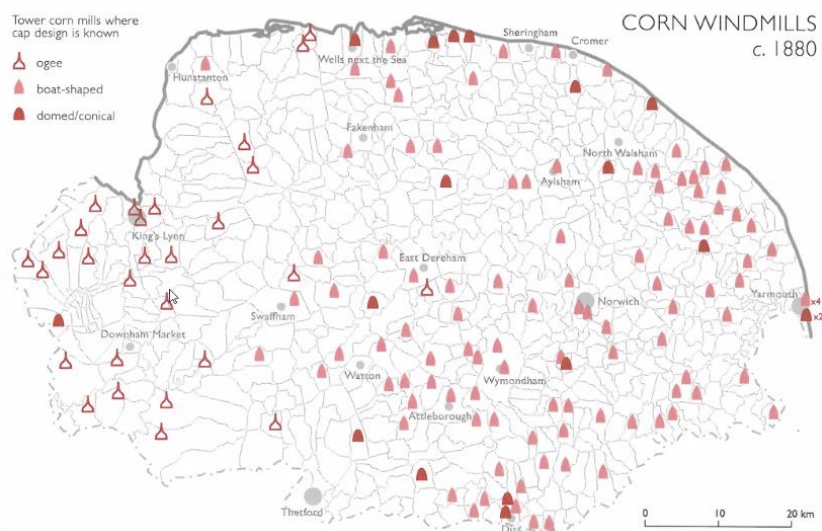 Tower corn mills where
cap design is known
ogee
boat-shaped
domed/conical
CORN WINDMILLS
c. 1880
Sheringham
Cromer
Wells next the Sea
Hunstanton
Fakenham
North Walsham
Aylsham
King's Lynn
East Dereham
Swaffham
Norwich
Yarmouth
x4
x2
Downham Market
Watton
Wymondham
Attleborough
Thetford
Diss
0 10 20 km